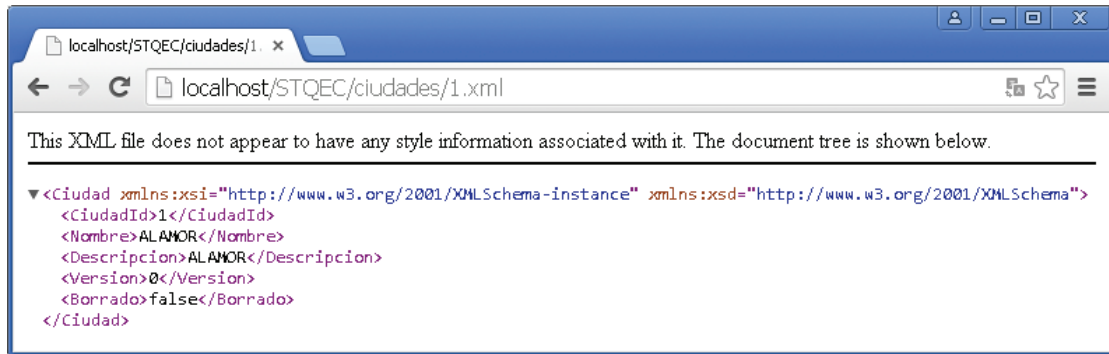 localhost/STQEC/ciudades/1.
localhost/STQEC/ciudades/1.xml
This XML file does not appear to have any style information associated with it. The document tree is shown below.
▼<Ciudad xmlns:xsi="http://www.w3.org/2001/XMLSchema-instance" xmlns:xsd="http://www.w3.org/2001/XMLSchema">
<CiudadId>1</CiudadId>
<Nombre>ALAMOR</Nombre>
<Descripcion>ALAMOR</Descripcion>
<Version>0</Version>
<Borrado>false</Borrado>
</Ciudad>